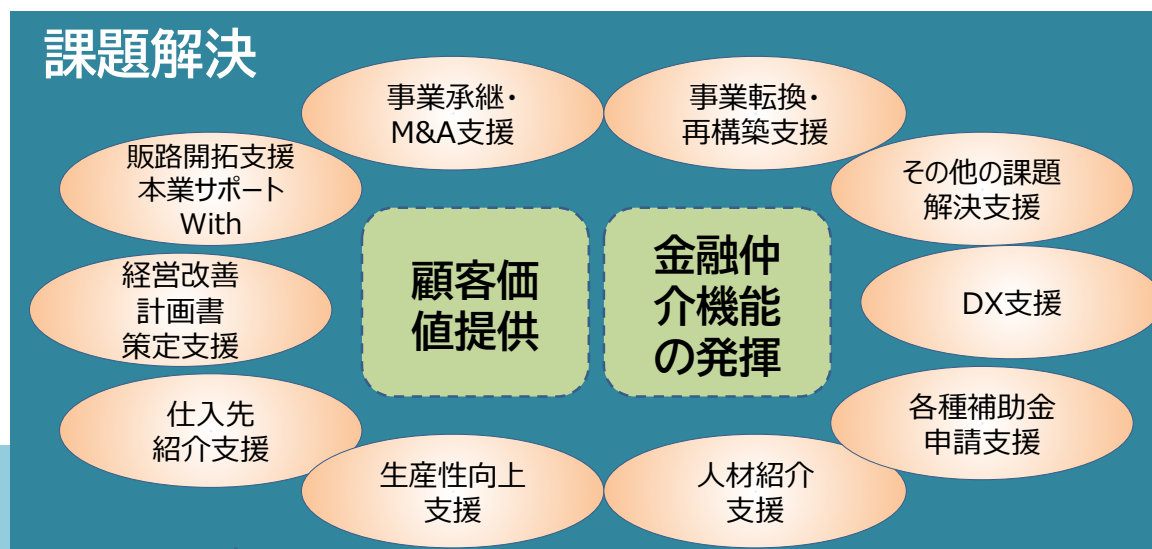 課題解決
事業承継・
M&A支援
事業転換・
再構築支援
販路開拓支援
本業サポート
With
その他の課題
解決支援
顧客価
値提供
金融仲
介機能
の発揮
経営改善
計画書
策定支援
DX支援
仕入先
紹介支援
各種補助金
申請支援
生産性向上
支援
人材紹介
支援